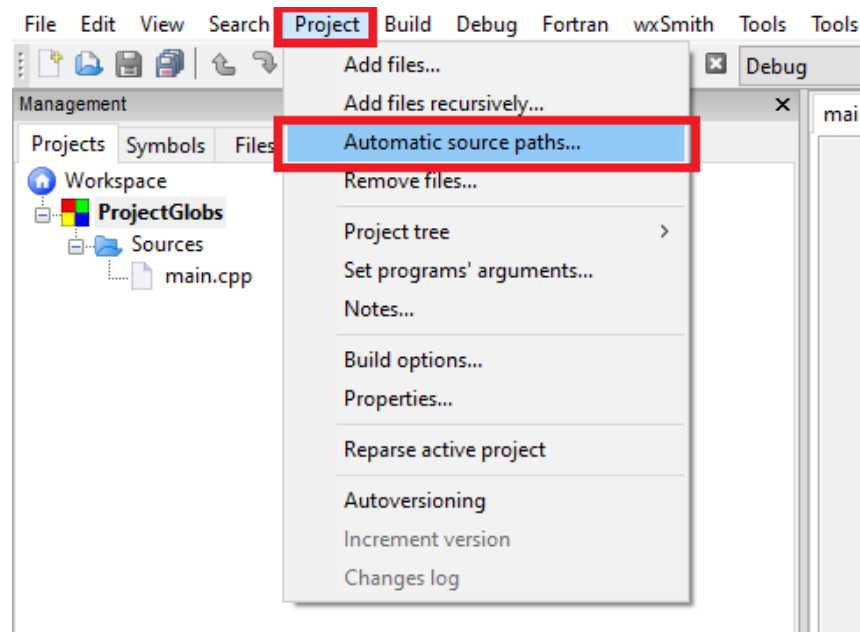 File Edit View Search Project Build Debug Fortran wxSmith Tools Tools
Debug
Management
Projects Symbols Files
Workspace
ProjectGlobs
Sources
main.cpp
Add files...
Add files recursively...
Automatic source paths...
Remove files...
Project tree
Set programs' arguments...
Notes...
Build options...
Properties...
Reparse active project
Autoversioning
Increment version
Changes log
mai